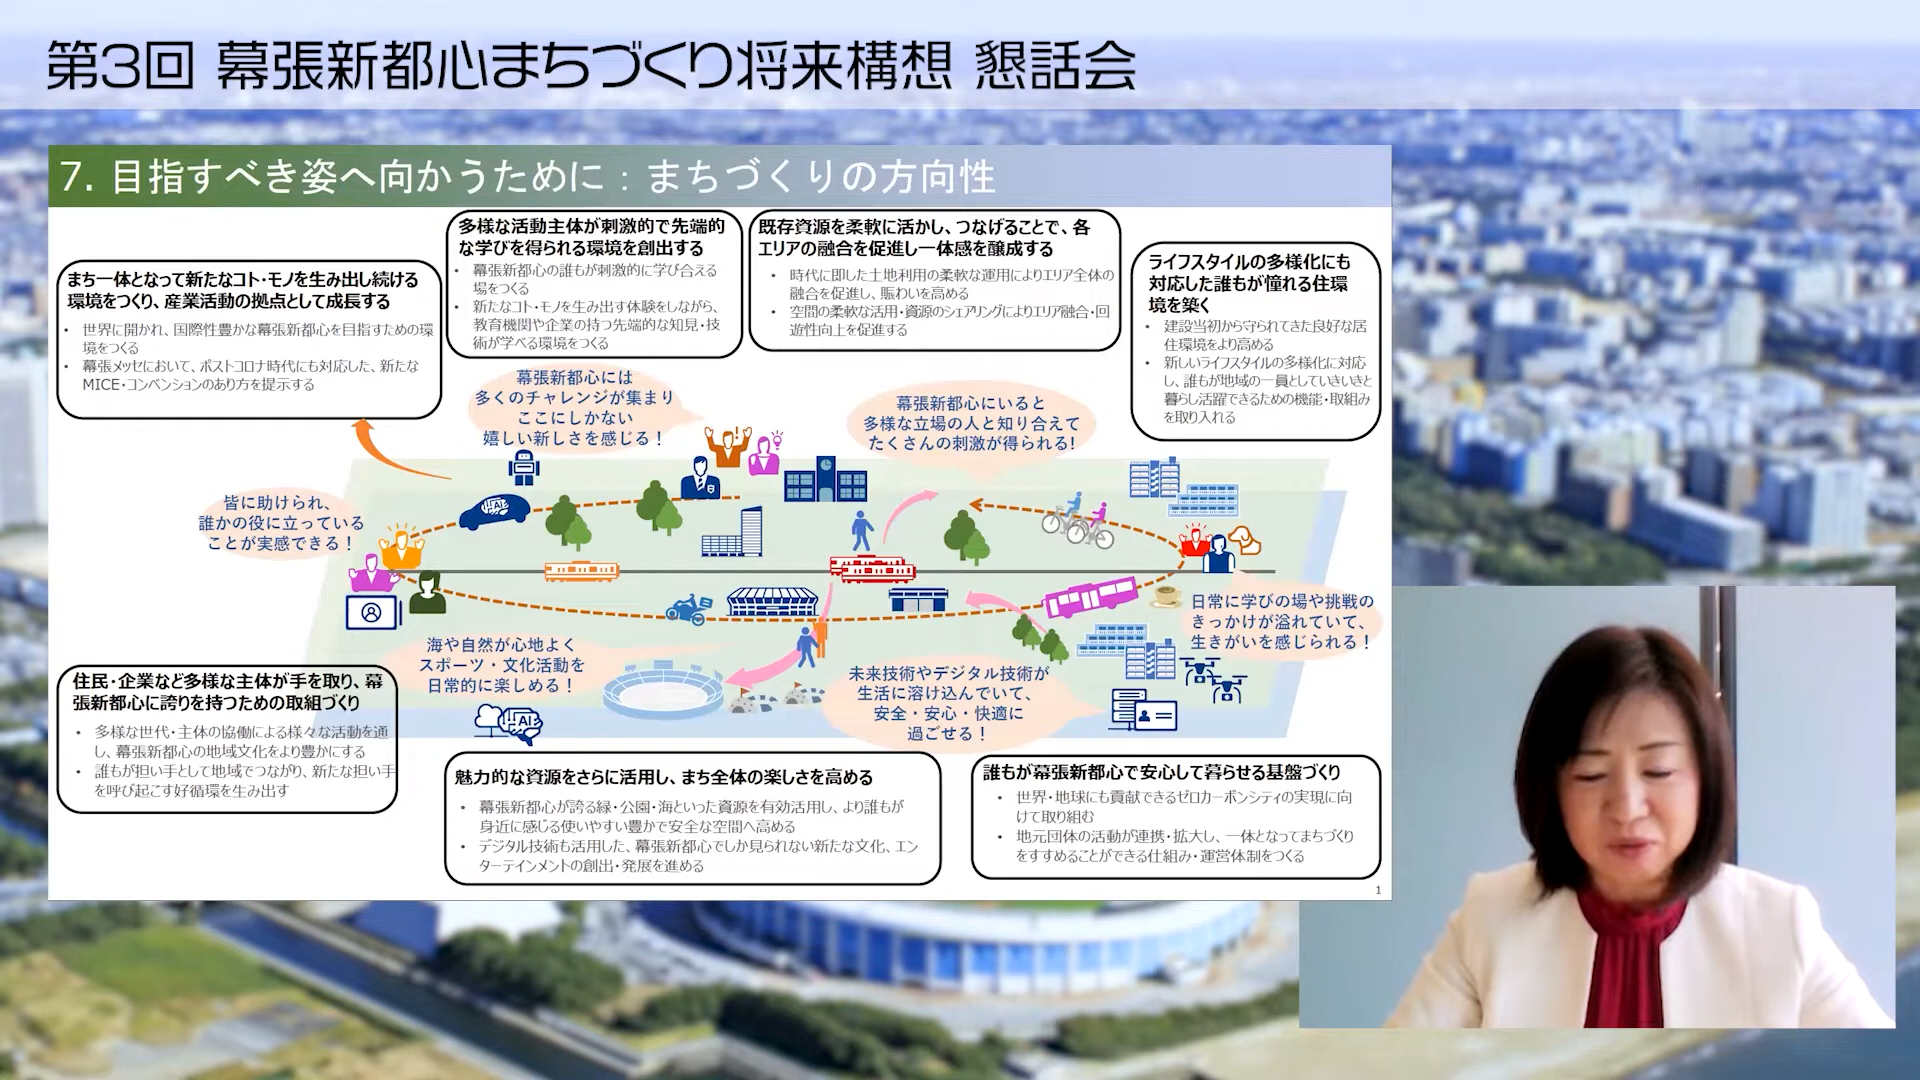 第3回 幕張新都心まちづくり将来構想 懇話会
7. 目指すべき姿へ向かうために：まちづくりの方向性
まち一体となって新たなコト・モノを生み出し続ける
環境をつくり、産業活動の拠点として成長する
• 世界に開かれ、国際性豊かな幕張新都心を目指すための環
境をつくる
• 幕張メッセにおいて、ポストコロナ時代にも対応した、新たな
MICE・コンベンションのあり方を提示する
多様な活動主体が刺激的で先端的
な学びを得られる環境を創出する
• 幕張新都心の誰もが刺激的に学び合える
場をつくる
• 新たなコト・モノを生み出す体験をしながら、
教育機関や企業の持つ先端的な知見・技
術が学べる環境をつくる
既存資源を柔軟に活かし、つなげることで、各
エリアの融合を促進し一体感を醸成する
• 時代に即した土地利用の柔軟な運用によりエリア全体の
融合を促進し、賑わいを高める
• 空間の柔軟な活用・資源のシェアリングによりエリア融合・回
遊性向上を促進する
ライフスタイルの多様化にも
対応した誰もが憧れる住環
境を築く
• 建設当初から守られてきた良好な居
住環境をより高める
• 新しいライフスタイルの多様化に対応
し、誰もが地域の一員としていきいきと
暮らし活躍できるための機能・取組み
を取り入れる
幕張新都心には
多くのチャレンジが集まり
ここにしかない
嬉しい新しさを感じる！
幕張新都心にいると
多様な立場の人と知り合えて
たくさんの刺激が得られる!
皆に助けられ、
誰かの役に立っている
ことが実感できる！
AI
日常に学びの場や挑戦の
きっかけが溢れていて、
生きがいを感じられる！
海や自然が心地よく
スポーツ・文化活動を
日常的に楽しめる！
未来技術やデジタル技術が
生活に溶け込んでいて、
安全・安心・快適に
過ごせる！
AI
住民・企業など多様な主体が手を取り、幕
張新都心に誇りを持つための取組づくり
• 多様な世代・主体の協働による様々な活動を通
し、幕張新都心の地域文化をより豊かにする
• 誰もが担い手として地域でつながり、新たな担い手
を呼び起こす好循環を生み出す
魅力的な資源をさらに活用し、まち全体の楽しさを高める
• 幕張新都心が誇る緑・公園・海といった資源を有効活用し、より誰もが
身近に感じる使いやすい豊かで安全な空間へ高める
• デジタル技術も活用した、幕張新都心でしか見られない新たな文化、エン
ターテインメントの創出・発展を進める
誰もが幕張新都心で安心して暮らせる基盤づくり
• 世界・地球にも貢献できるゼロカーボンシティの実現に向
けて取り組む
• 地元団体の活動が連携・拡大し、一体となってまちづくり
をすすめることができる仕組み・運営体制をつくる
1